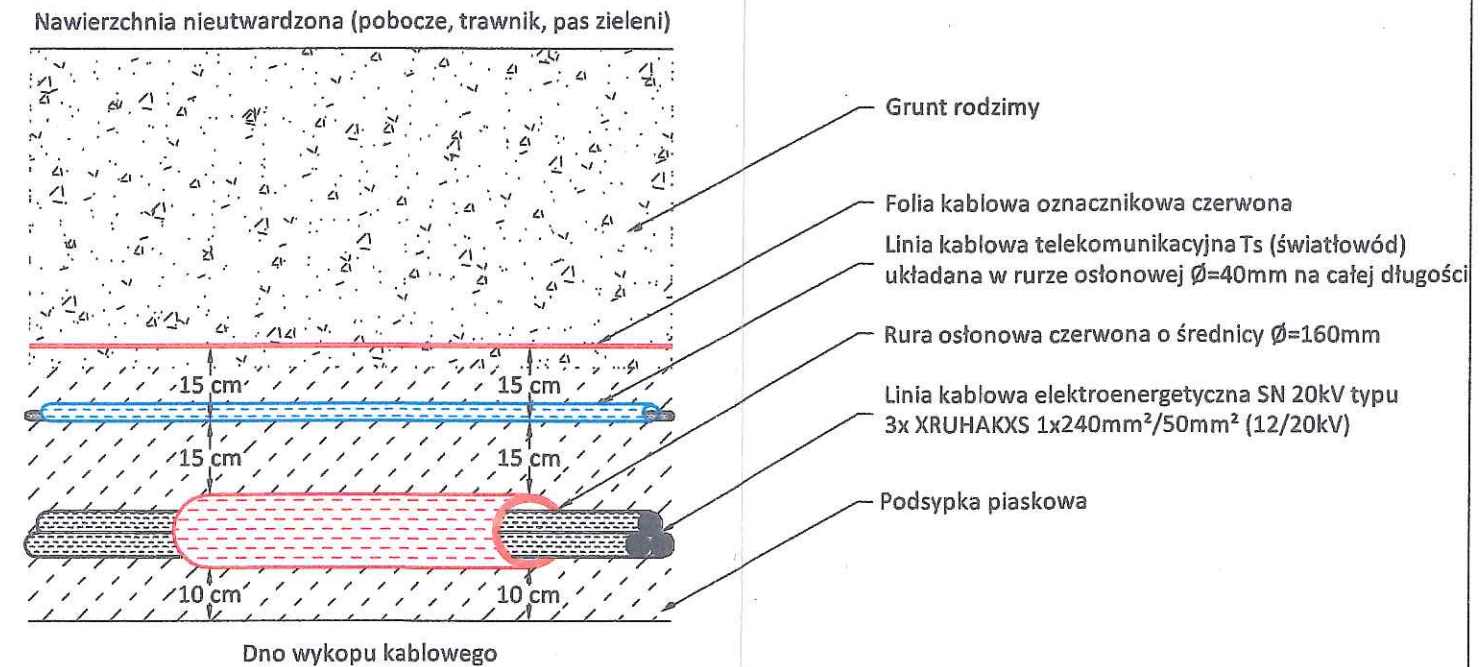 Nawierzchnia nieutwardzona (pobocze, trawnik, pas zieleni)
Grunt rodzimy
Folia kablowa oznacznikowa czerwona
Linia kablowa telekomunikacyjna Ts (światłowód)
układana w rurze osłonowej Ø=40mm na całej długości
Rura osłonowa czerwona o średnicy Ø=160mm
15 cm 15 cm
Linia kablowa elektroenergetyczna SN 20kV typu
3x XRUHAKXS 1x240mm²/50mm² (12/20kV)
15 cm 15 cm
Podsypka piaskowa
10 cm 10 cm
Dno wykopu kablowego